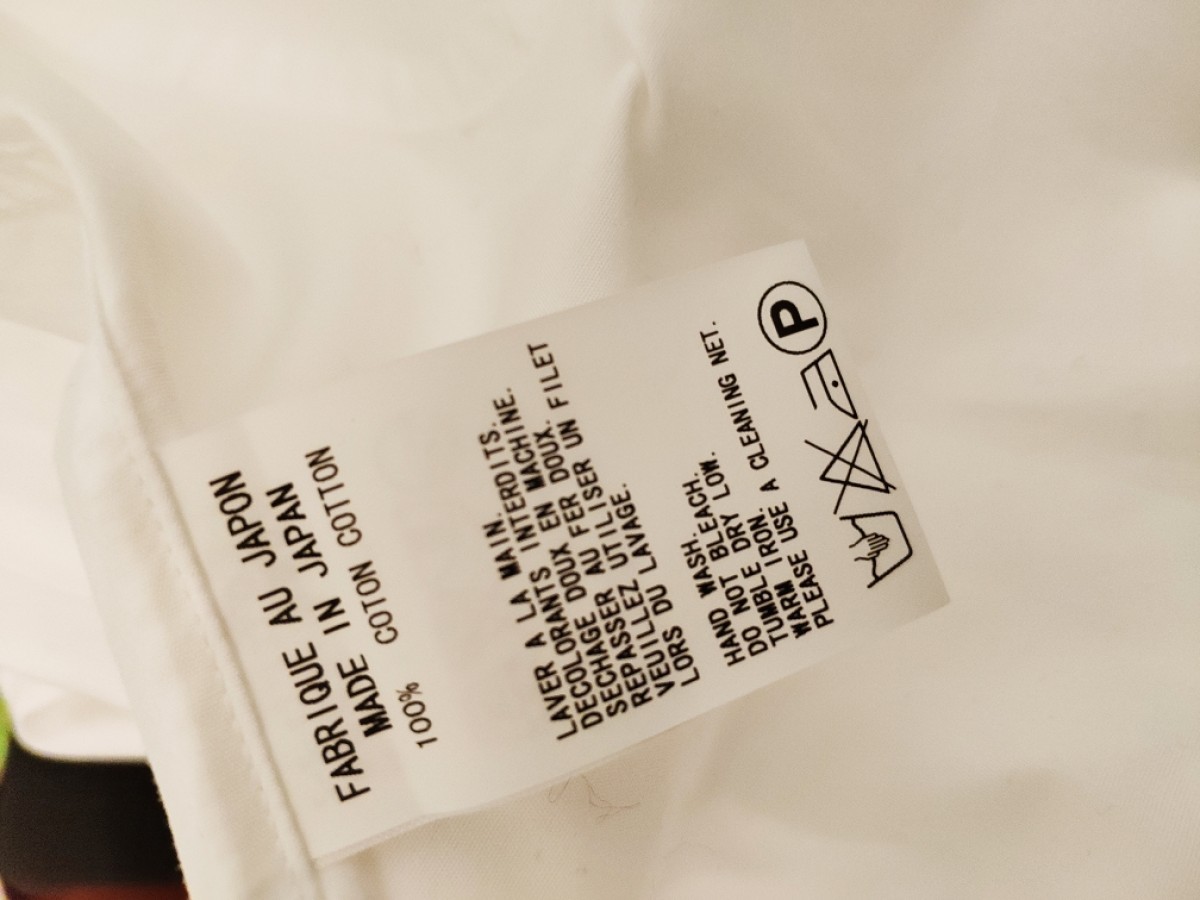 FABRIQUE AU JAPON
MADE IN JAPAN
100% COTON COTTON
LAVER A LA MAIN.
DECOLORANTS INTERDITS.
SECHAGE DOUX EN MACHINE.
REPASSER AU FER DOUX.
VEUILLEZ UTILISER UN FILET
LORS DU LAVAGE.
HAND WASH.
DO NOT BLEACH.
TUMBLE DRY LOW.
WARM IRON.
PLEASE USE A CLEANING NET.
P